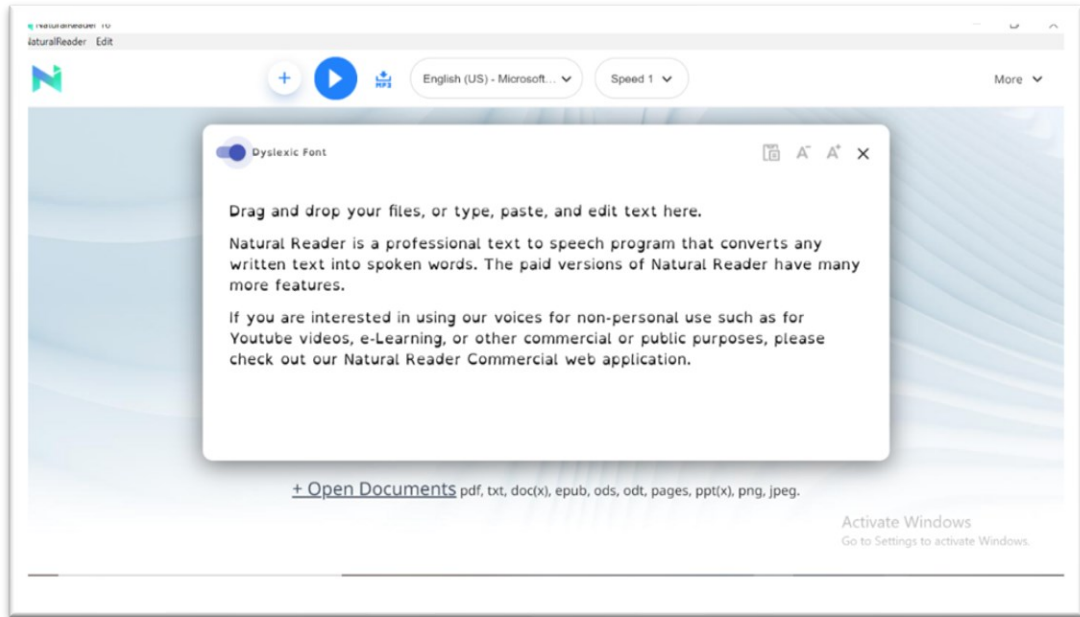 NaturalReader 16
NaturalReader Edit
MP3
English (US) - Microsoft...
Speed 1
More
Dyslexic Font
A-
A+
Drag and drop your files, or type, paste, and edit text here.
Natural Reader is a professional text to speech program that converts any
written text into spoken words. The paid versions of Natural Reader have many
more features.
If you are interested in using our voices for non-personal use such as for
Youtube videos, e-Learning, or other commercial or public purposes, please
check out our Natural Reader Commercial web application.
+ Open Documents pdf, txt, doc(x), epub, ods, odt, pages, ppt(x), png, jpeg.
Activate Windows
Go to Settings to activate Windows.